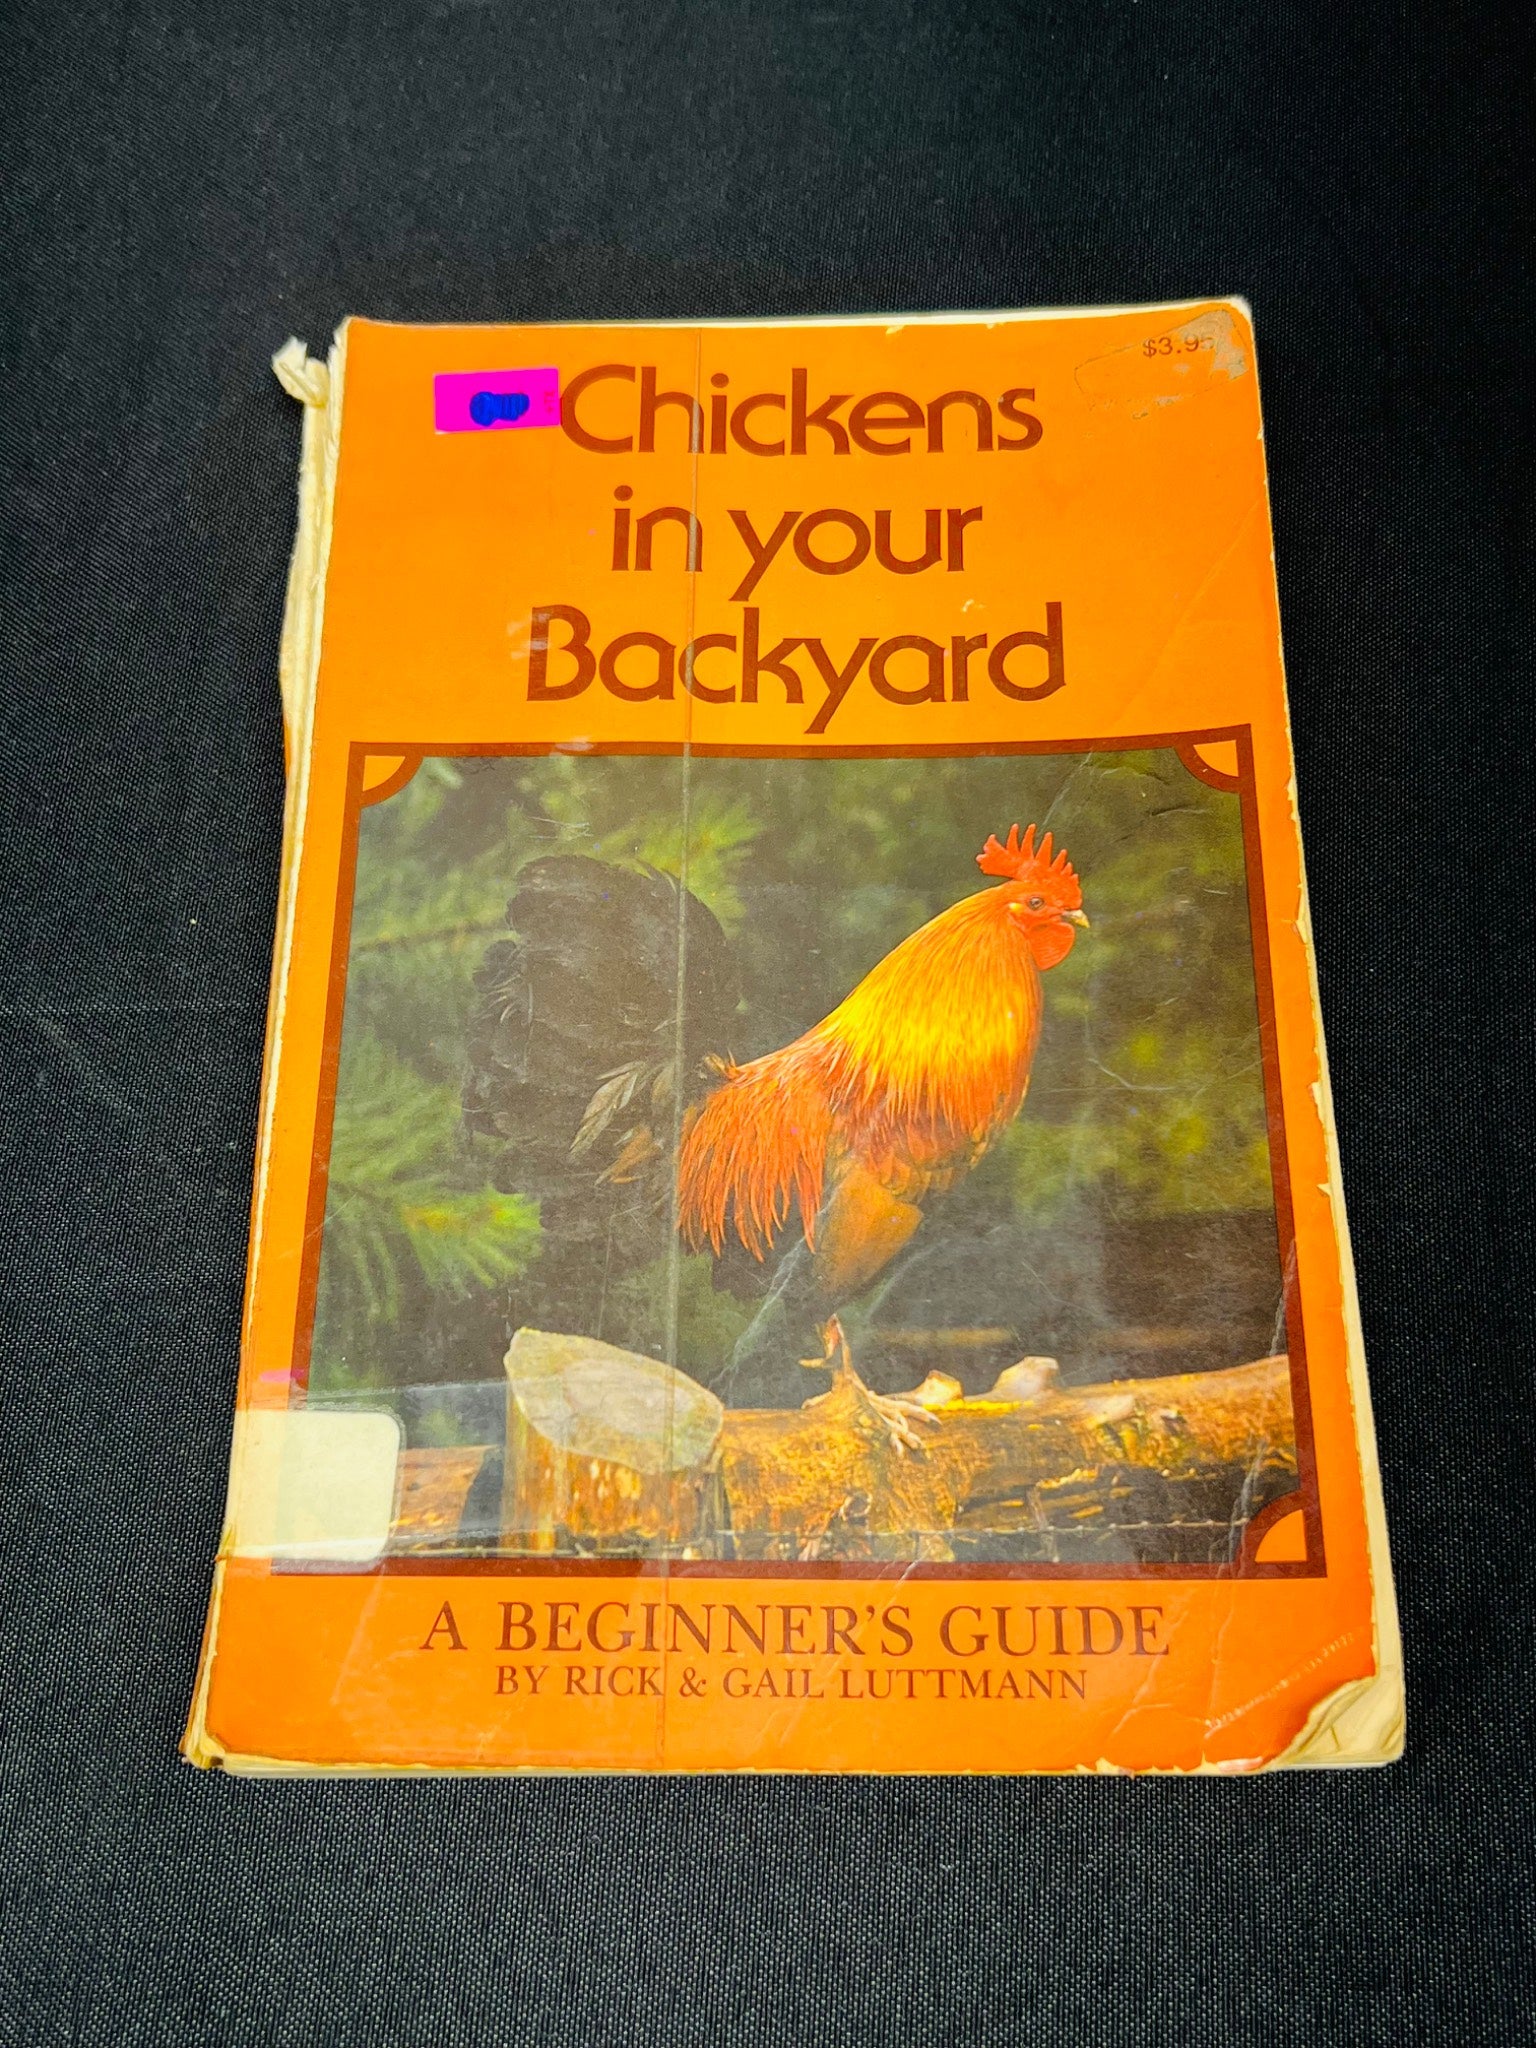 $3.95
Chickens
in your
Backyard
A BEGINNER'S GUIDE
BY RICK & GAIL LUTTMANN